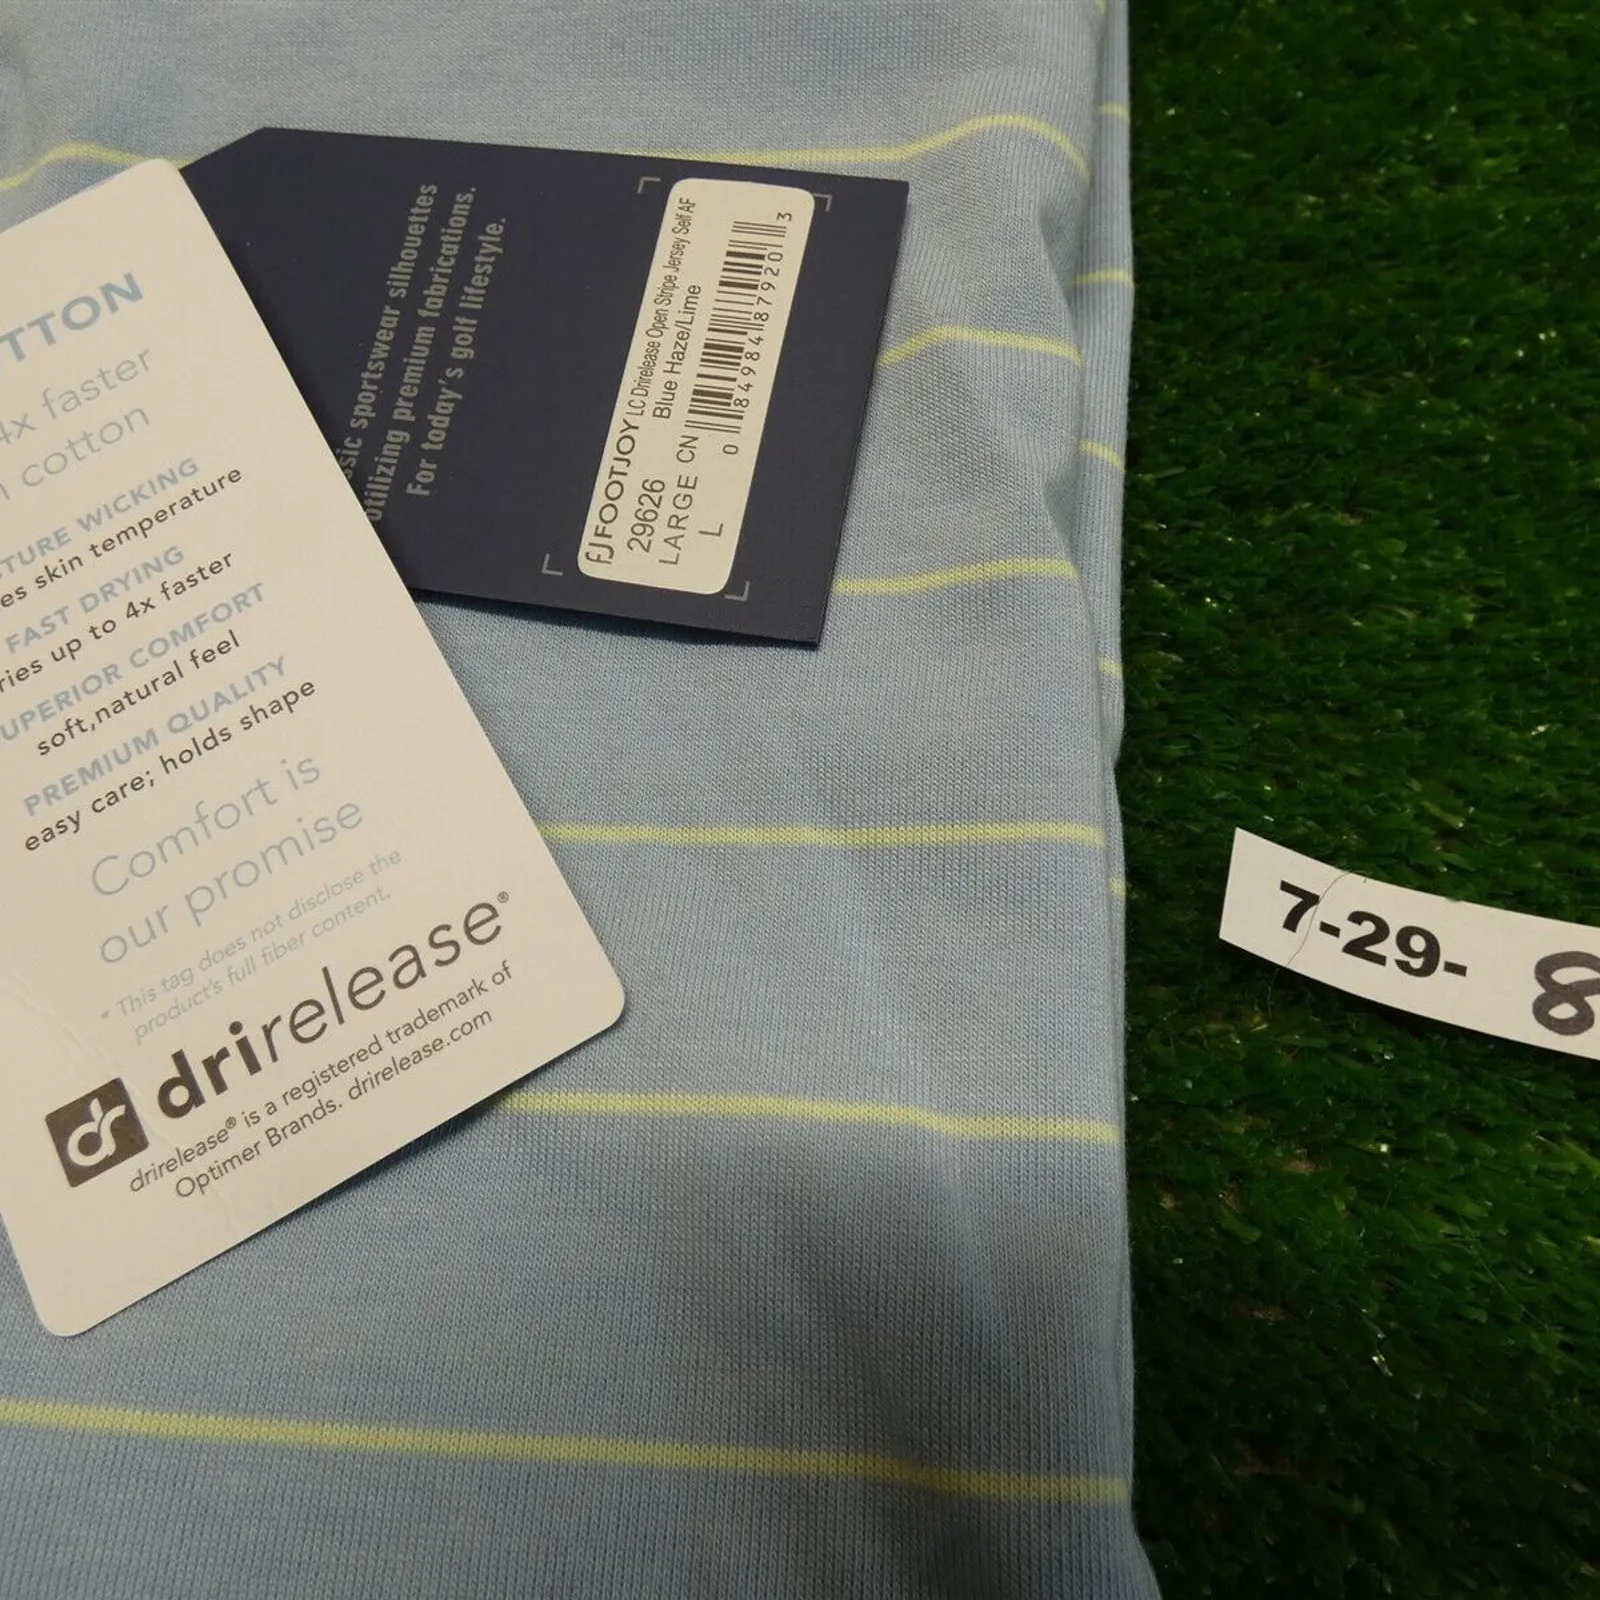 TTON
4x faster
n cotton
TURE WICKING
es skin temperature
FAST DRYING
ries up to 4x faster
UPERIOR COMFORT
soft,natural feel
PREMIUM QUALITY
easy care; holds shape
Comfort is
our promise
* This tag does not disclose the
product's full fiber content.
drirelease®
dr
drirelease® is a registered trademark of
Optimer Brands. drirelease.com
ssic sportswear silhouettes
utilizing premium fabrications.
For today's golf lifestyle.
FJ FOOTJOY LC Drirelease Open Stripe Jersey Self AF
29626 Blue Haze/Lime
LARGE CN
L
0 84984 87920 3
7-29- 8